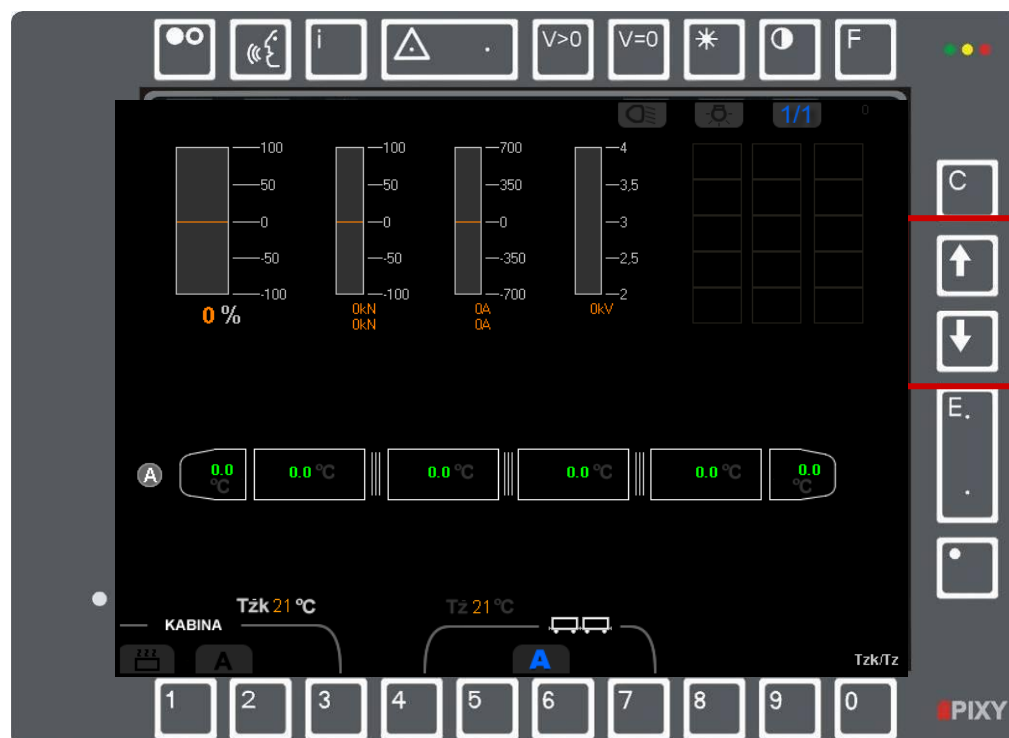 i V>0 V=0 F
1/1 0
100 100 700 4
50 50 350 3,5
0 0 0 3
-50 -50 -350 2,5
-100 -100 -700 2
0 % 0kN 0A 0kV
0kN 0A
C
E.
A 0.0 °C 0.0 °C 0.0 °C 0.0 °C 0.0 °C 0.0 °C
Tżk 21 °C Tż 21 °C
KABINA
A A Tzk/Tz
1 2 3 4 5 6 7 8 9 0
PIXY